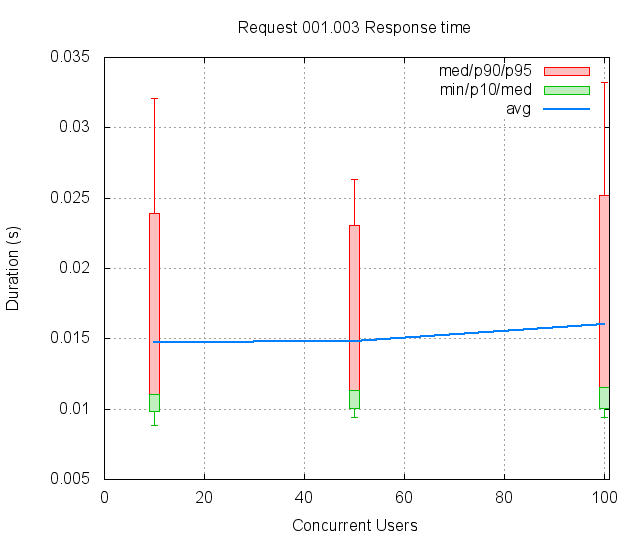 Request 001.003 Response time
med/p90/p95
min/p10/med
avg
0.035
0.03
0.025
0.02
0.015
0.01
0.005
Duration (s)
0 20 40 60 80 100
Concurrent Users